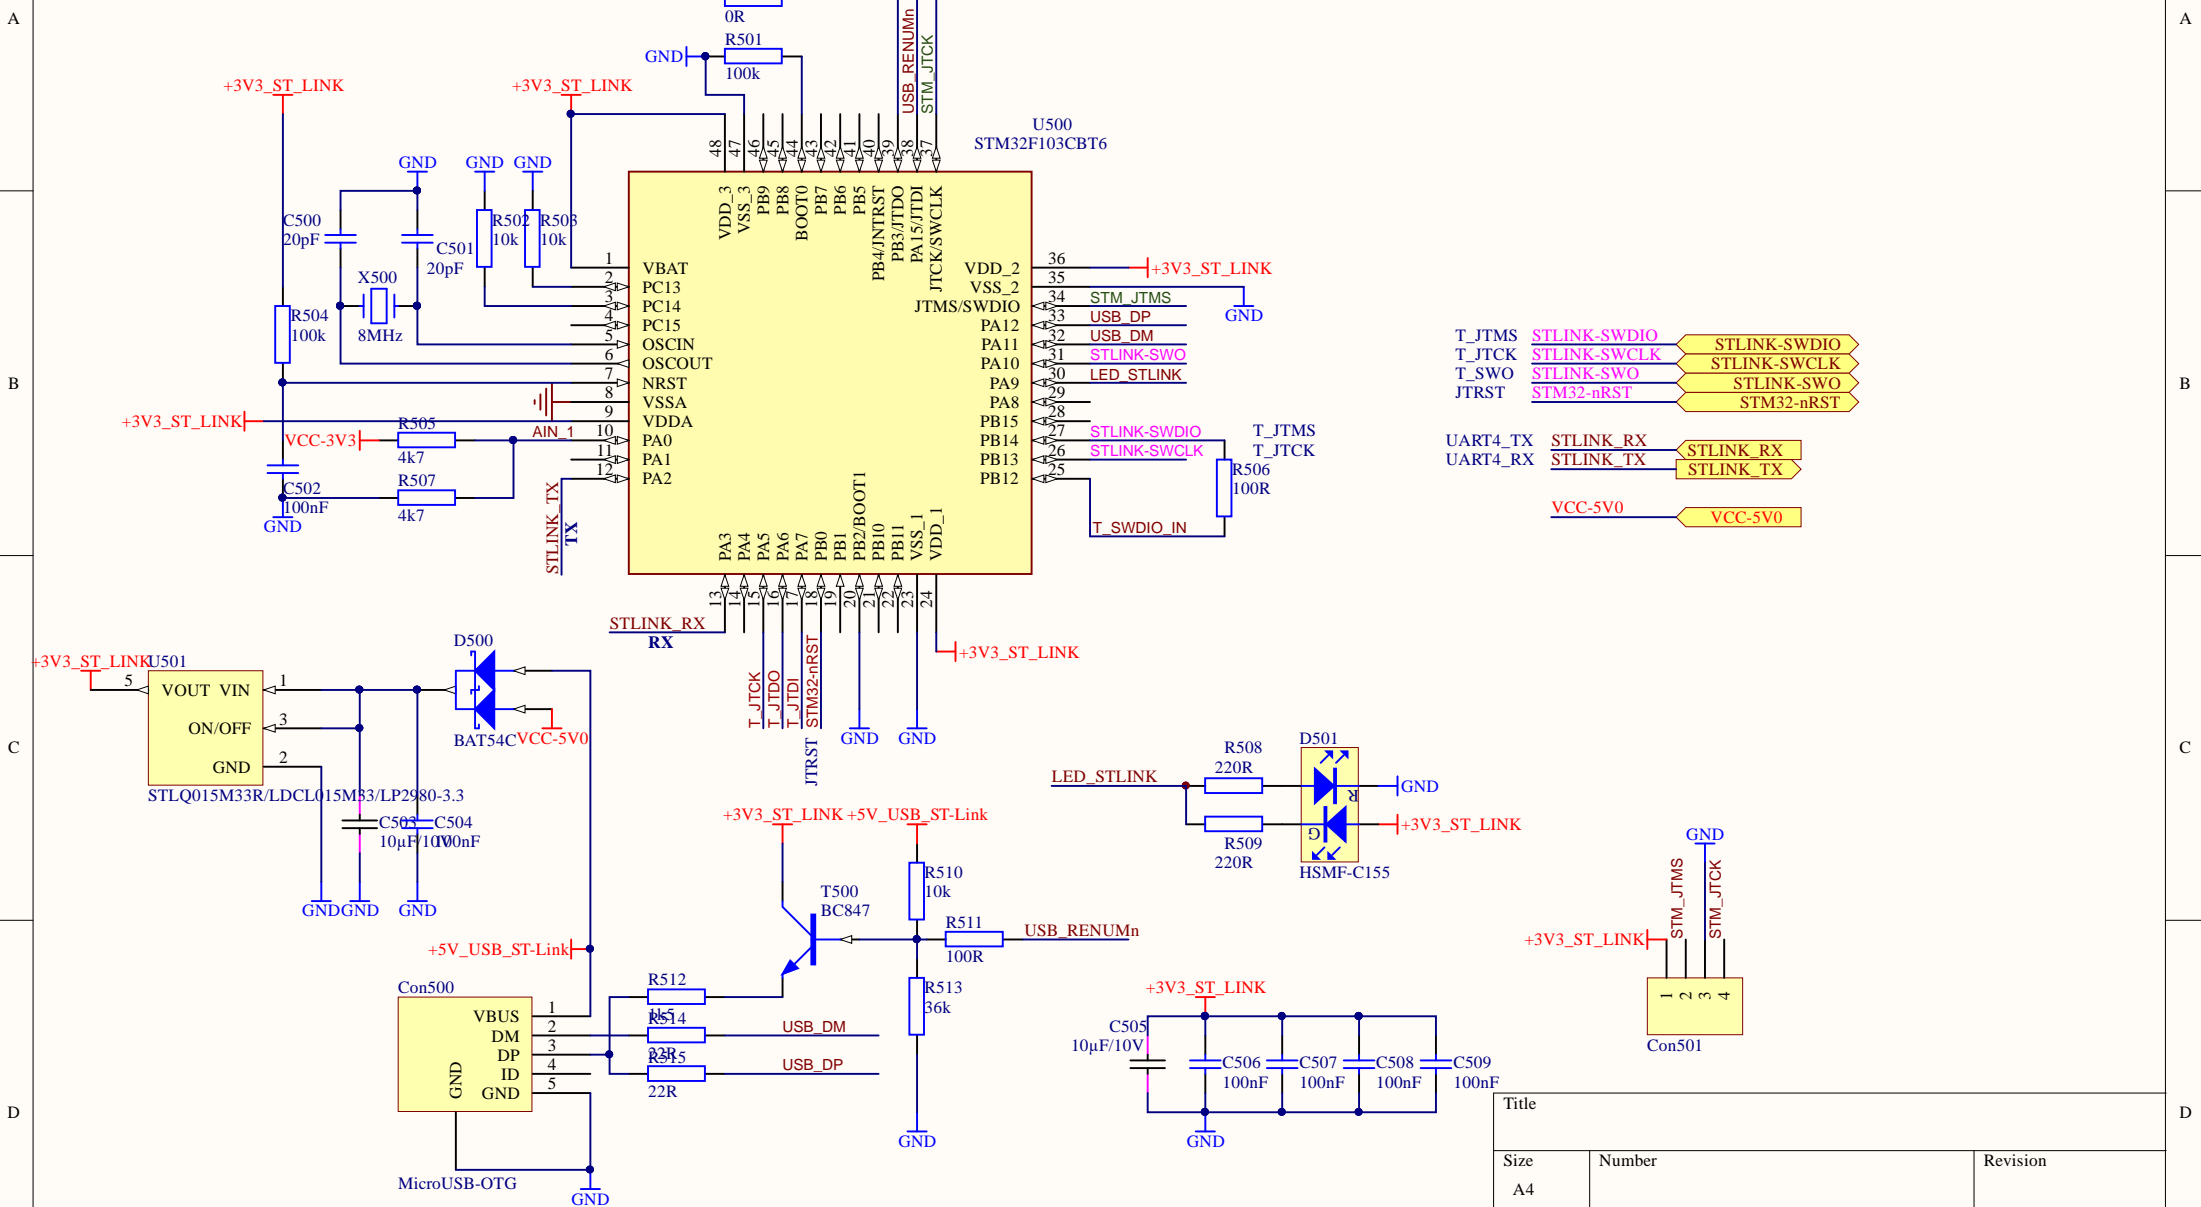 A
A
0R
R501
GND
100k
USB_RENUMn
STM_JTCK
+3V3_ST_LINK
+3V3_ST_LINK
U500
STM32F103CBT6
48
47
46
45
44
43
42
41
40
39
38
37
GND
GND
GND
VDD_3
VSS_3
PB9
PB8
BOOT0
PB7
PB6
PB5
PB4/JNTRST
PB3/JTDO
PA15/JTDI
JTCK/SWCLK
C500
20pF
C501
20pF
R502
10k
R503
10k
X500
8MHz
R504
100k
1 VBAT
2 PC13
3 PC14
4 PC15
5 OSCIN
6 OSCOUT
7 NRST
8 VSSA
9 VDDA
10 PA0
11 PA1
12 PA2
VDD_2 36 +3V3_ST_LINK
VSS_2 35
GND
JTMS/SWDIO 34 STM_JTMS
PA12 33 USB_DP
PA11 32 USB_DM
PA10 31 STLINK-SWO
PA9 30 LED_STLINK
PA8 29
PB15 28
PB14 27 STLINK-SWDIO T_JTMS
PB13 26 STLINK-SWCLK T_JTCK
PB12 25
R506
100R
T_SWDIO_IN
B
B
T_JTMS STLINK-SWDIO STLINK-SWDIO
T_JTCK STLINK-SWCLK STLINK-SWCLK
T_SWO STLINK-SWO STLINK-SWO
JTRST STM32-nRST STM32-nRST
UART4_TX STLINK_RX STLINK_RX
UART4_RX STLINK_TX STLINK_TX
VCC-5V0 VCC-5V0
+3V3_ST_LINK
VCC-3V3
R505
4k7
AIN_1
R507
4k7
C502
100nF
GND
STLINK_TX
TX
PA3
PA4
PA5
PA6
PA7
PB0
PB1
PB2/BOOT1
PB10
PB11
VSS_1
VDD_1
13
14
15
16
17
18
19
20
21
22
23
24
STLINK_RX
RX
T_JTCK
T_JTDO
T_JTDI
STM32-nRST
JTRST
GND
GND
+3V3_ST_LINK
C
C
+3V3_ST_LINK
U501
5 VOUT VIN 1
ON/OFF 3
GND 2
STLQ015M33R/LDCL015M33/LP2980-3.3
D500
BAT54C
VCC-5V0
C503
10µF/10V
C504
100nF
GND
GND
GND
LED_STLINK
R508
220R
R509
220R
D501
R
G
HSMF-C155
GND
+3V3_ST_LINK
+3V3_ST_LINK
+5V_USB_ST-Link
R510
10k
T500
BC847
R511
100R
USB_RENUMn
R513
36k
GND
GND
STM_JTMS
STM_JTCK
+3V3_ST_LINK
1
2
3
4
Con501
+5V_USB_ST-Link
Con500
VBUS 1
DM 2
DP 3
ID 4
GND 5
GND
MicroUSB-OTG
GND
R512
1k5
R514
22R
R515
22R
USB_DM
USB_DP
+3V3_ST_LINK
C505
10µF/10V
C506
100nF
C507
100nF
C508
100nF
C509
100nF
GND
D
D
Title
Size
A4
Number
Revision